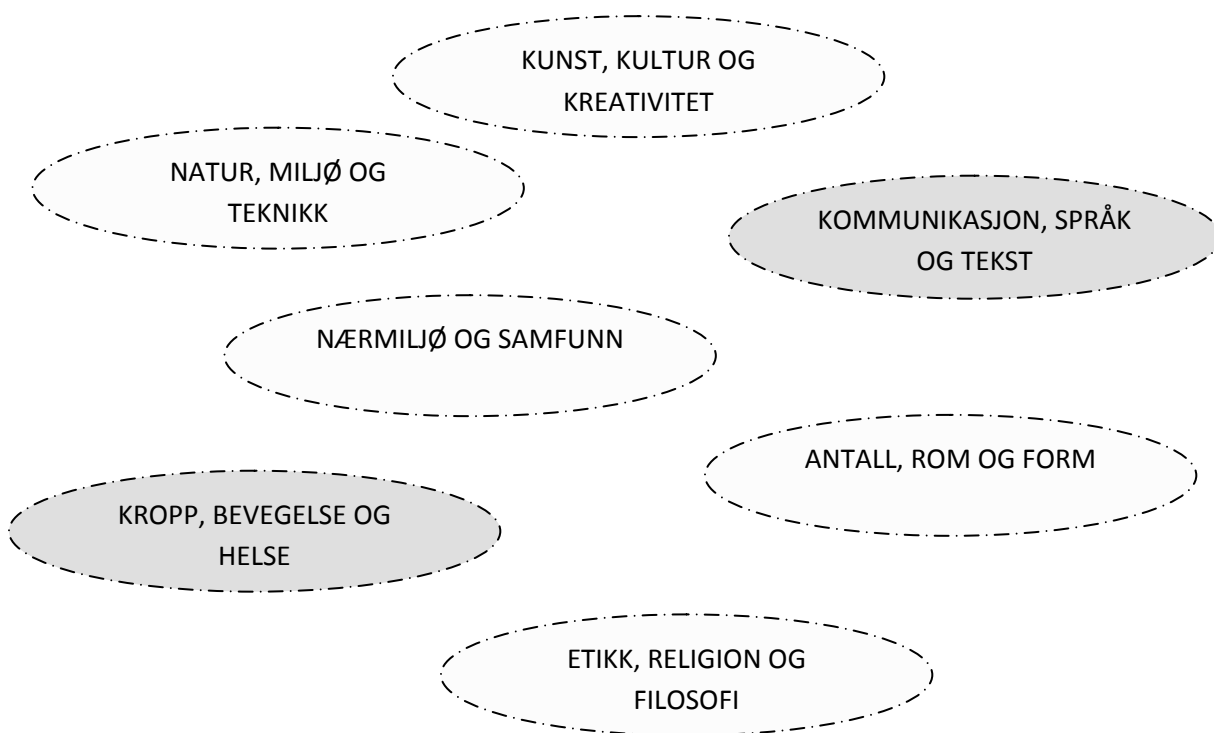 KUNST, KULTUR OG
KREATIVITET
NATUR, MILJØ OG
TEKNIKK
KOMMUNIKASJON, SPRÅK
OG TEKST
NÆRMILJØ OG SAMFUNN
ANTALL, ROM OG FORM
KROPP, BEVEGELSE OG
HELSE
ETIKK, RELIGION OG
FILOSOFI